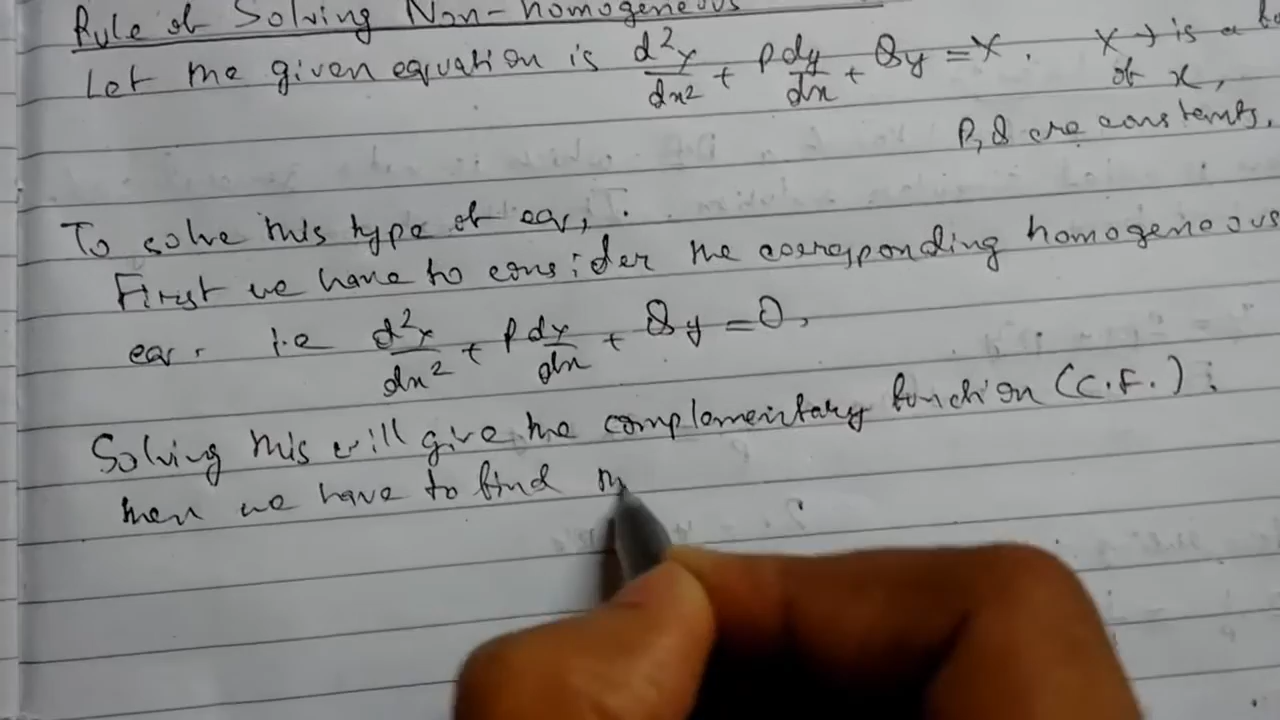 Rule of Solving Non-homogeneous
Let the given equation is d²y/dx² + P dy/dx + Qy = X. X → is a
of x,
P, Q are constants.
To solve this type of eqn,
First we have to consider the corresponding homogeneous
eqn. i.e d²y/dx² + P dy/dx + Qy = 0,
Solving this will give the complementary function (C.F.).
then we have to find